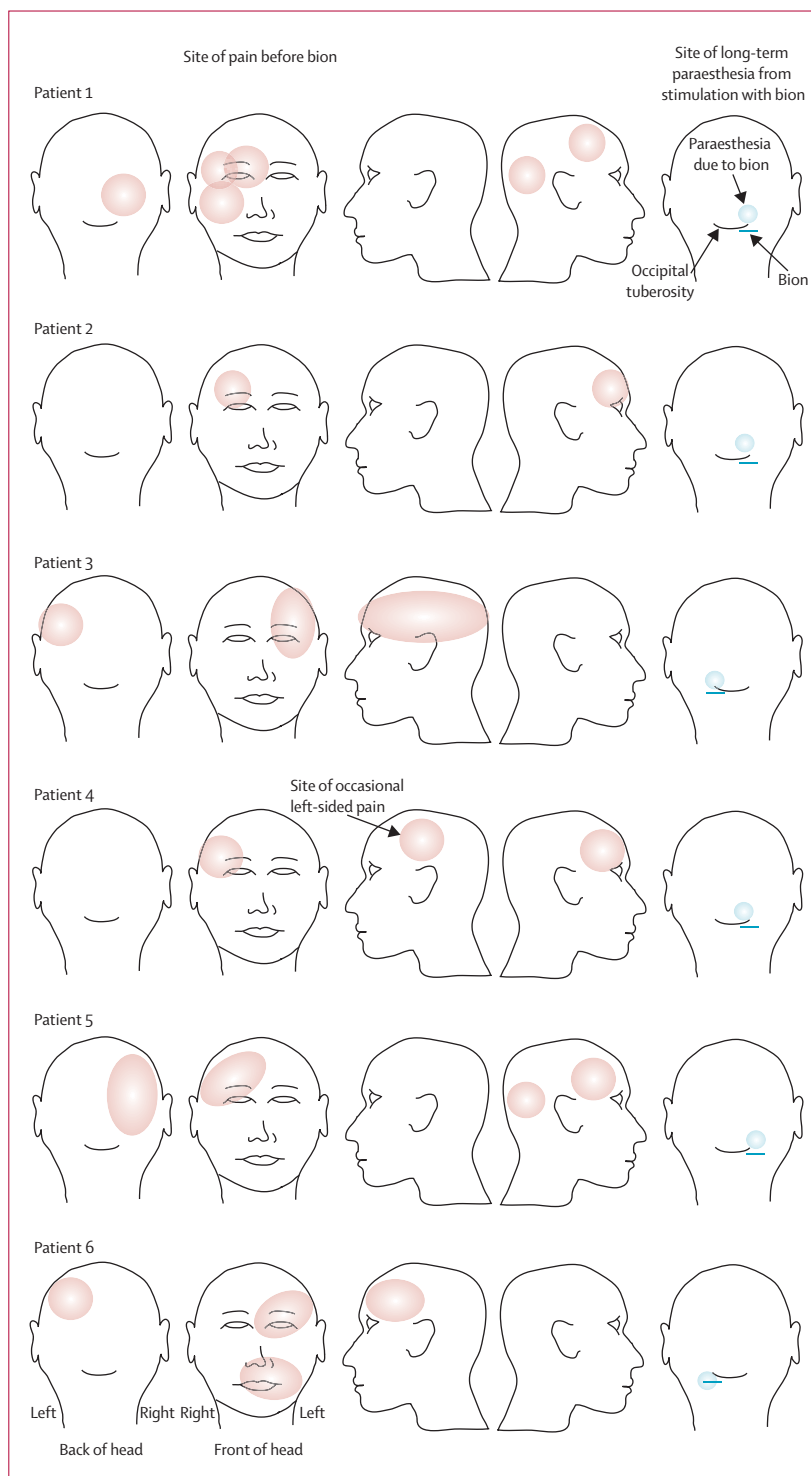 Site of pain before bion
Site of long-term
paraesthesia from
stimulation with bion
Patient 1
Paraesthesia
due to bion
Occipital
tuberosity
Bion
Patient 2
Patient 3
Patient 4
Site of occasional
left-sided pain
Patient 5
Patient 6
Left
Right
Right
Left
Back of head
Front of head